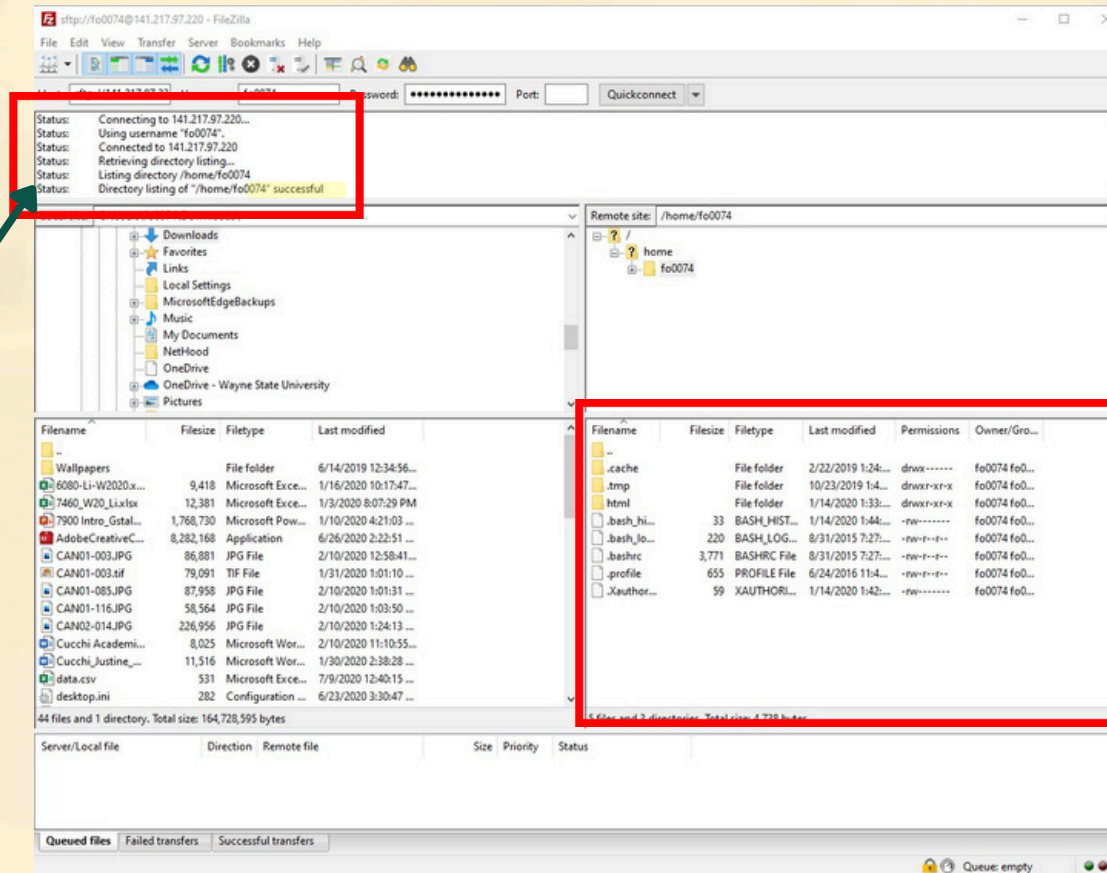 sftp://fo0074@141.217.97.220 - FileZilla
File Edit View Transfer Server Bookmarks Help
fo0074 Password: ●●●●●●●●●●●●●● Port: Quickconnect
Status: Connecting to 141.217.97.220...
Status: Using username "fo0074".
Status: Connected to 141.217.97.220
Status: Retrieving directory listing...
Status: Listing directory /home/fo0074
Status: Directory listing of "/home/fo0074" successful
Remote site: /home/fo0074
Downloads
Favorites
Links
Local Settings
MicrosoftEdgeBackups
Music
My Documents
NetHood
OneDrive
OneDrive - Wayne State University
Pictures
/
home
fo0074
Filename Filesize Filetype Last modified
..
Wallpapers File folder 6/14/2019 12:34:56...
6080-Li-W2020.x... 9,418 Microsoft Exce... 1/16/2020 10:17:47...
7460_W20_Li.xlsx 12,381 Microsoft Exce... 1/3/2020 8:07:29 PM
7900 Intro_Gstal... 1,768,730 Microsoft Pow... 1/10/2020 4:21:03 ...
AdobeCreativeC... 8,282,168 Application 6/26/2020 2:22:51 ...
CAN01-003.JPG 86,881 JPG File 2/10/2020 12:58:41...
CAN01-003.tif 79,091 TIF File 1/31/2020 1:01:10 ...
CAN01-085.JPG 87,958 JPG File 2/10/2020 1:01:31 ...
CAN01-116.JPG 58,564 JPG File 2/10/2020 1:03:50 ...
CAN02-014.JPG 226,956 JPG File 2/10/2020 1:24:13 ...
Cucchi Academi... 8,025 Microsoft Wor... 2/10/2020 11:10:55...
Cucchi_Justine_... 11,516 Microsoft Wor... 1/30/2020 2:38:28 ...
data.csv 531 Microsoft Exce... 7/9/2020 12:40:15 ...
desktop.ini 282 Configuration ... 6/23/2020 3:30:47 ...
44 files and 1 directory. Total size: 164,728,595 bytes
Filename Filesize Filetype Last modified Permissions Owner/Gro...
..
.cache File folder 2/22/2019 1:24:... drwx------ fo0074 fo0...
.tmp File folder 10/23/2019 1:4... drwxr-xr-x fo0074 fo0...
html File folder 1/14/2020 1:33:... drwxr-xr-x fo0074 fo0...
.bash_hi... 33 BASH_HIST... 1/14/2020 1:44:... -rw------- fo0074 fo0...
.bash_lo... 220 BASH_LOG... 8/31/2015 7:27:... -rw-r--r-- fo0074 fo0...
.bashrc 3,771 BASHRC File 8/31/2015 7:27:... -rw-r--r-- fo0074 fo0...
.profile 655 PROFILE File 6/24/2016 11:4... -rw-r--r-- fo0074 fo0...
.Xauthor... 59 XAUTHORI... 1/14/2020 1:42:... -rw------- fo0074 fo0...
5 files and 3 directories. Total size: 4,738 bytes
Server/Local file Direction Remote file Size Priority Status
Queued files Failed transfers Successful transfers
Queue: empty